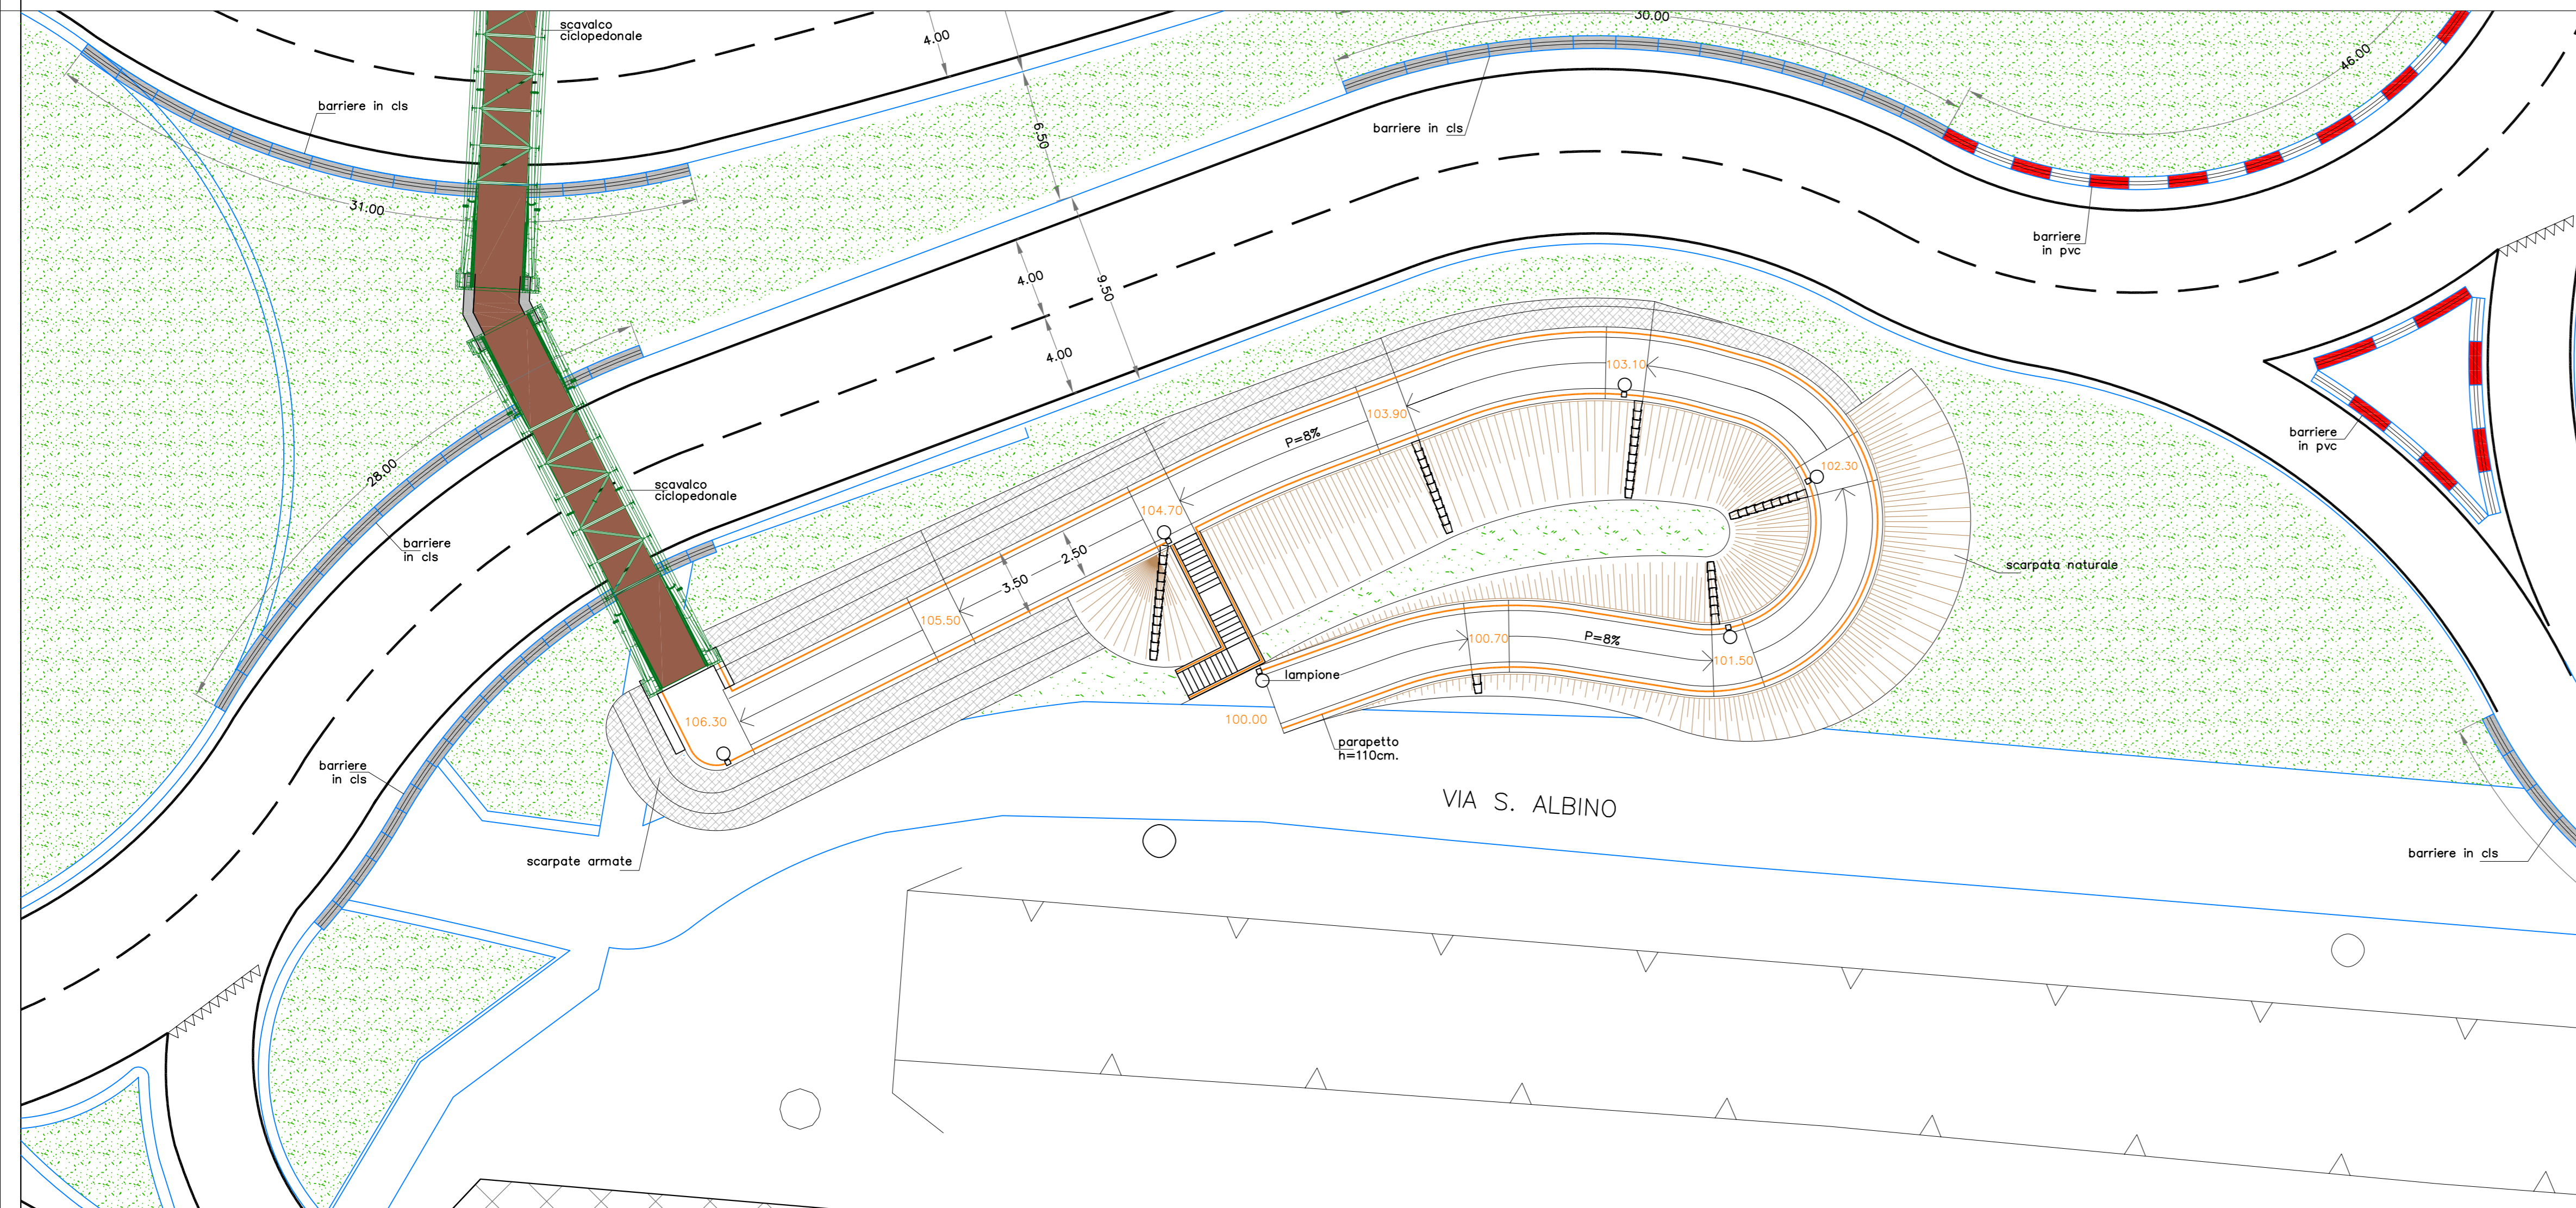 scavalco
ciclopedonale
4.00
30.00
46.00
barriere in cls
barriere in cls
6.50
31.00
barriere
in pvc
4.00
9.50
4.00
103.10
103.90
P=8%
barriere
in pvc
102.30
28.00
scavalco
ciclopedonale
104.70
barriere
in cls
2.50
3.50
scarpata naturale
105.50
100.70
P=8%
101.50
lampione
106.30
100.00
parapetto
h=110cm.
barriere
in cls
VIA S. ALBINO
scarpate armate
barriere in cls